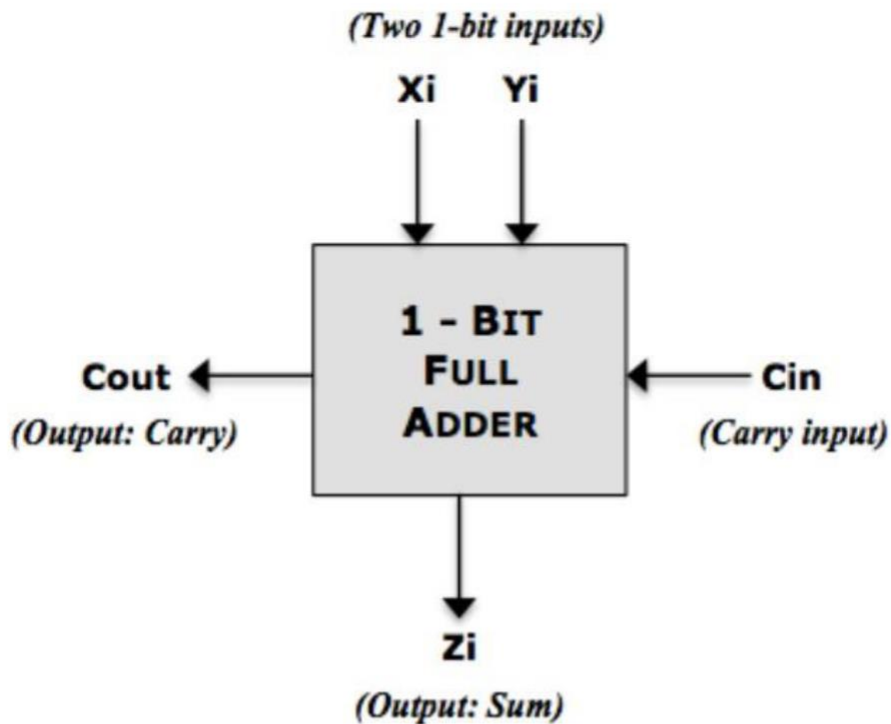 (Two 1-bit inputs)
Xi Yi
1 - BIT
FULL
ADDER
Cout
(Output: Carry)
Cin
(Carry input)
Zi
(Output: Sum)